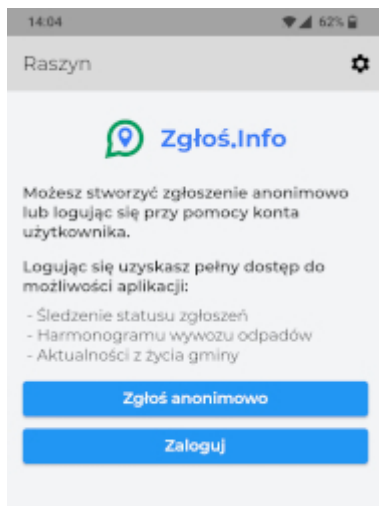 14:04 62%
Raszyn
Zgłoś.Info
Możesz stworzyć zgłoszenie anonimowo
lub logując się przy pomocy konta
użytkownika.
Logując się uzyskasz pełny dostęp do
możliwości aplikacji:
- Śledzenie statusu zgłoszeń
- Harmonogramu wywozu odpadów
- Aktualności z życia gminy
Zgłoś anonimowo
Zaloguj